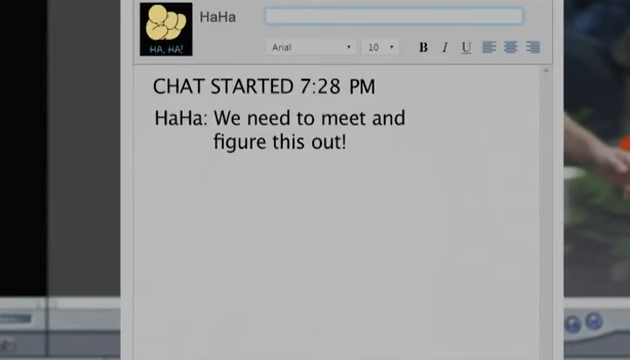 HaHa
HA, HA!
Arial 10 B I U
CHAT STARTED 7:28 PM
HaHa: We need to meet and
figure this out!